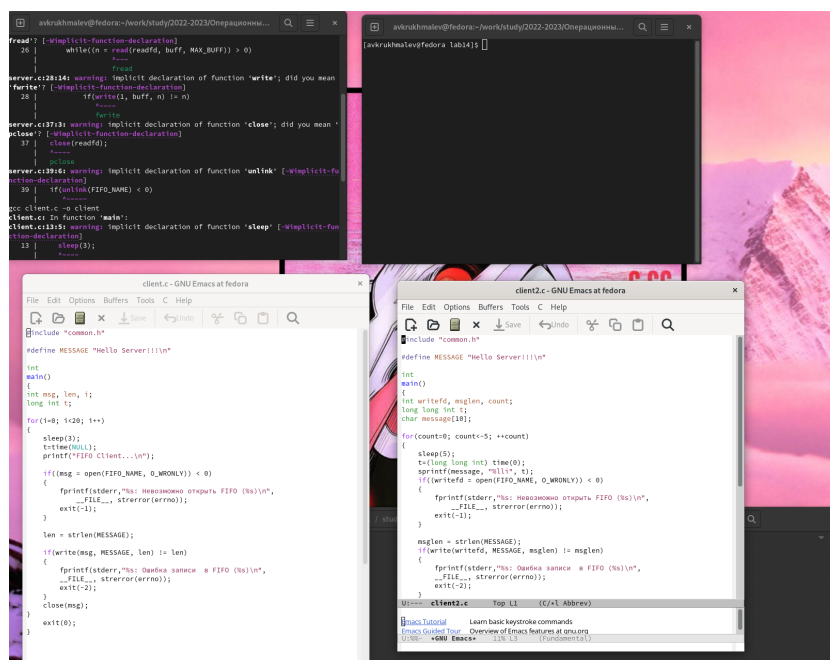 avkrukhmalev@fedora:~/work/study/2022-2023/Операционны...
fread'? [-Wimplicit-function-declaration]
26 | while((n = read(readfd, buff, MAX_BUFF)) > 0)
| ^~~~
| fread
server.c:28:14: warning: implicit declaration of function 'write'; did you mean
'fwrite'? [-Wimplicit-function-declaration]
28 | if(write(1, buff, n) != n)
| ^~~~~
| fwrite
server.c:37:3: warning: implicit declaration of function 'close'; did you mean '
pclose'? [-Wimplicit-function-declaration]
37 | close(readfd);
| ^~~~~
| pclose
server.c:39:6: warning: implicit declaration of function 'unlink' [-Wimplicit-fu
nction-declaration]
39 | if(unlink(FIFO_NAME) < 0)
| ^~~~~~
gcc client.c -o client
client.c: In function 'main':
client.c:13:5: warning: implicit declaration of function 'sleep' [-Wimplicit-fun
ction-declaration]
13 | sleep(3);
| ^~~~~
avkrukhmalev@fedora:~/work/study/2022-2023/Операционны...
[avkrukhmalev@fedora lab14]$
client.c - GNU Emacs at fedora
File Edit Options Buffers Tools C Help
Save Undo
#include "common.h"
#define MESSAGE "Hello Server!!!\n"
int
main()
{
int msg, len, i;
long int t;
for(i=0; i<20; i++)
{
sleep(3);
t=time(NULL);
printf("FIFO Client...\n");
if((msg = open(FIFO_NAME, O_WRONLY)) < 0)
{
fprintf(stderr,"%s: Невозможно открыть FIFO (%s)\n",
__FILE__, strerror(errno));
exit(-1);
}
len = strlen(MESSAGE);
if(write(msg, MESSAGE, len) != len)
{
fprintf(stderr,"%s: Ошибка записи в FIFO (%s)\n",
__FILE__, strerror(errno));
exit(-2);
}
close(msg);
}
exit(0);
}
client2.c - GNU Emacs at fedora
File Edit Options Buffers Tools C Help
Save Undo
#include "common.h"
#define MESSAGE "Hello Server!!!\n"
int
main()
{
int writefd, msglen, count;
long long int t;
char message[10];
for(count=0; count<-5; ++count)
{
sleep(5);
t=(long long int) time(0);
sprintf(message, "%lli", t);
if((writefd = open(FIFO_NAME, O_WRONLY)) < 0)
{
fprintf(stderr,"%s: Невозможно открыть FIFO (%s)\n",
__FILE__, strerror(errno));
exit(-1);
}
msglen = strlen(MESSAGE);
if(write(writefd, MESSAGE, msglen) != msglen)
{
fprintf(stderr,"%s: Ошибка записи в FIFO (%s)\n",
__FILE__, strerror(errno));
exit(-2);
}
U:--- client2.c Top L1 (C/*l Abbrev)
Emacs Tutorial Learn basic keystroke commands
Emacs Guided Tour Overview of Emacs features at gnu.org
U:%%- *GNU Emacs* 11% L3 (Fundamental)